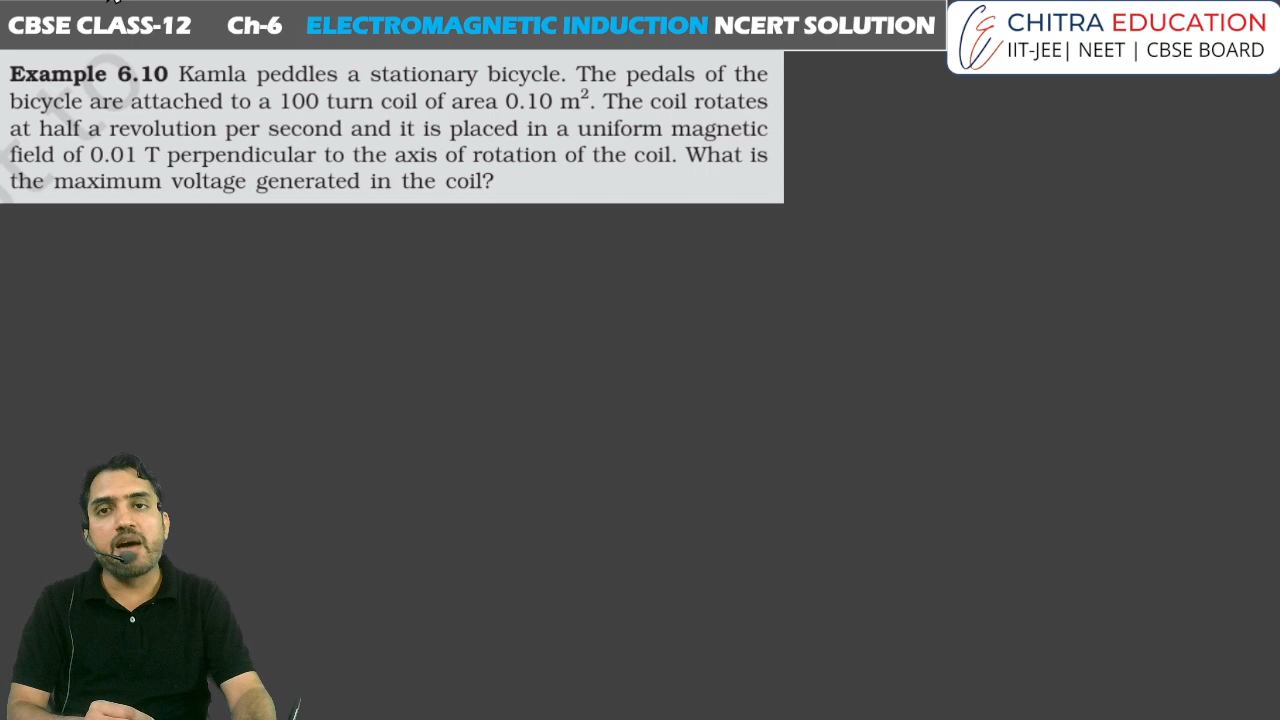 CBSE CLASS-12 Ch-6 ELECTROMAGNETIC INDUCTION NCERT SOLUTION
CHITRA EDUCATION
IIT-JEE| NEET | CBSE BOARD
Example 6.10 Kamla peddles a stationary bicycle. The pedals of the
bicycle are attached to a 100 turn coil of area 0.10 m². The coil rotates
at half a revolution per second and it is placed in a uniform magnetic
field of 0.01 T perpendicular to the axis of rotation of the coil. What is
the maximum voltage generated in the coil?